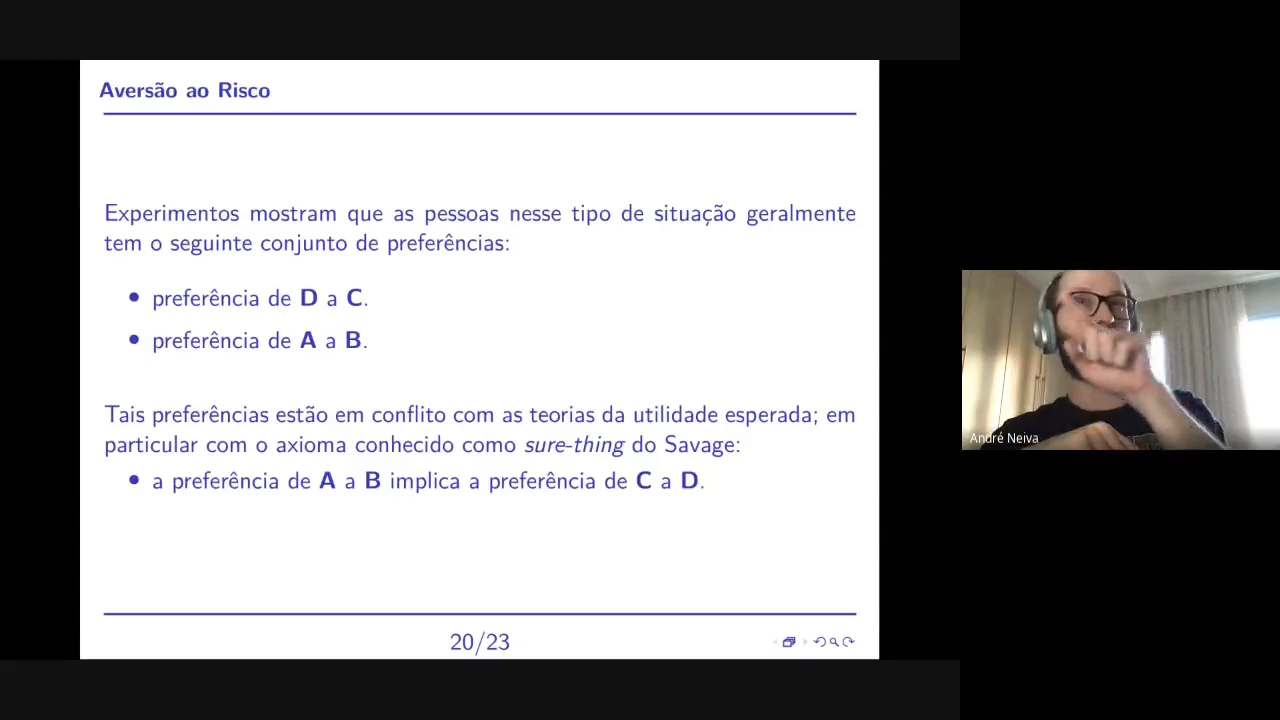 Aversão ao Risco
Experimentos mostram que as pessoas nesse tipo de situação geralmente
tem o seguinte conjunto de preferências:
• preferência de D a C.
• preferência de A a B.
Tais preferências estão em conflito com as teorias da utilidade esperada; em
particular com o axioma conhecido como sure-thing do Savage:
• a preferência de A a B implica a preferência de C a D.
20/23
André Neiva